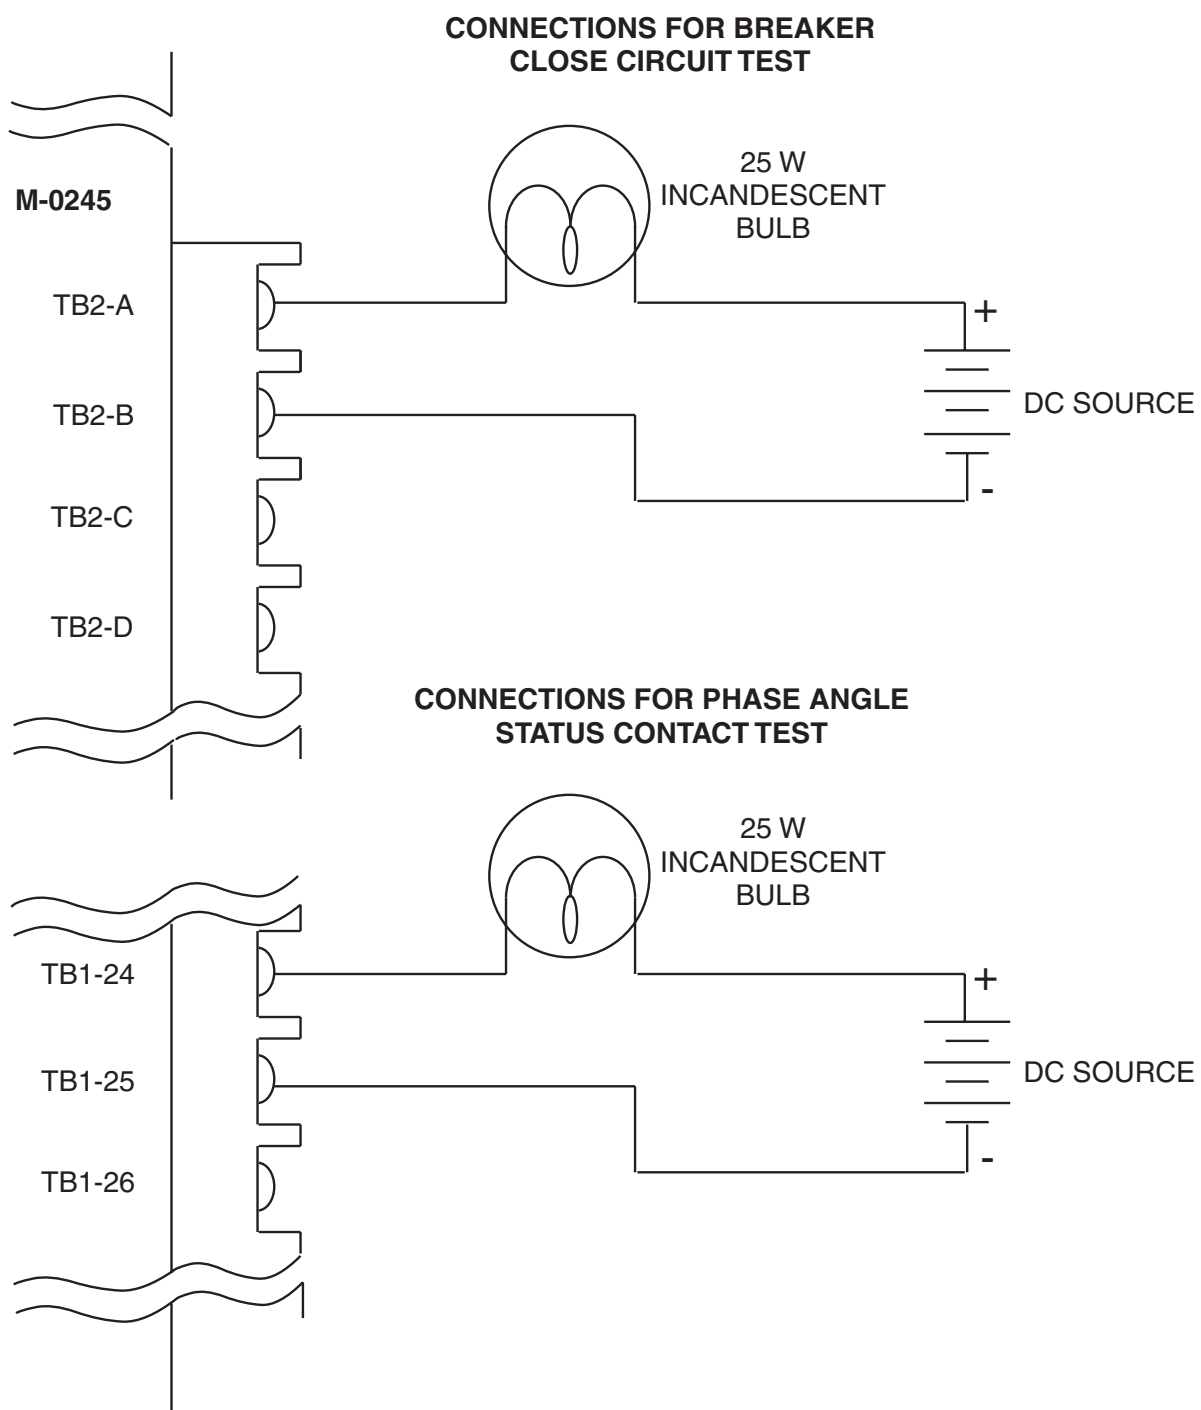 CONNECTIONS FOR BREAKER
CLOSE CIRCUIT TEST
25 W
INCANDESCENT
BULB
M-0245
TB2-A
+
TB2-B
DC SOURCE
-
TB2-C
TB2-D
CONNECTIONS FOR PHASE ANGLE
STATUS CONTACT TEST
25 W
INCANDESCENT
BULB
TB1-24
+
TB1-25
DC SOURCE
-
TB1-26